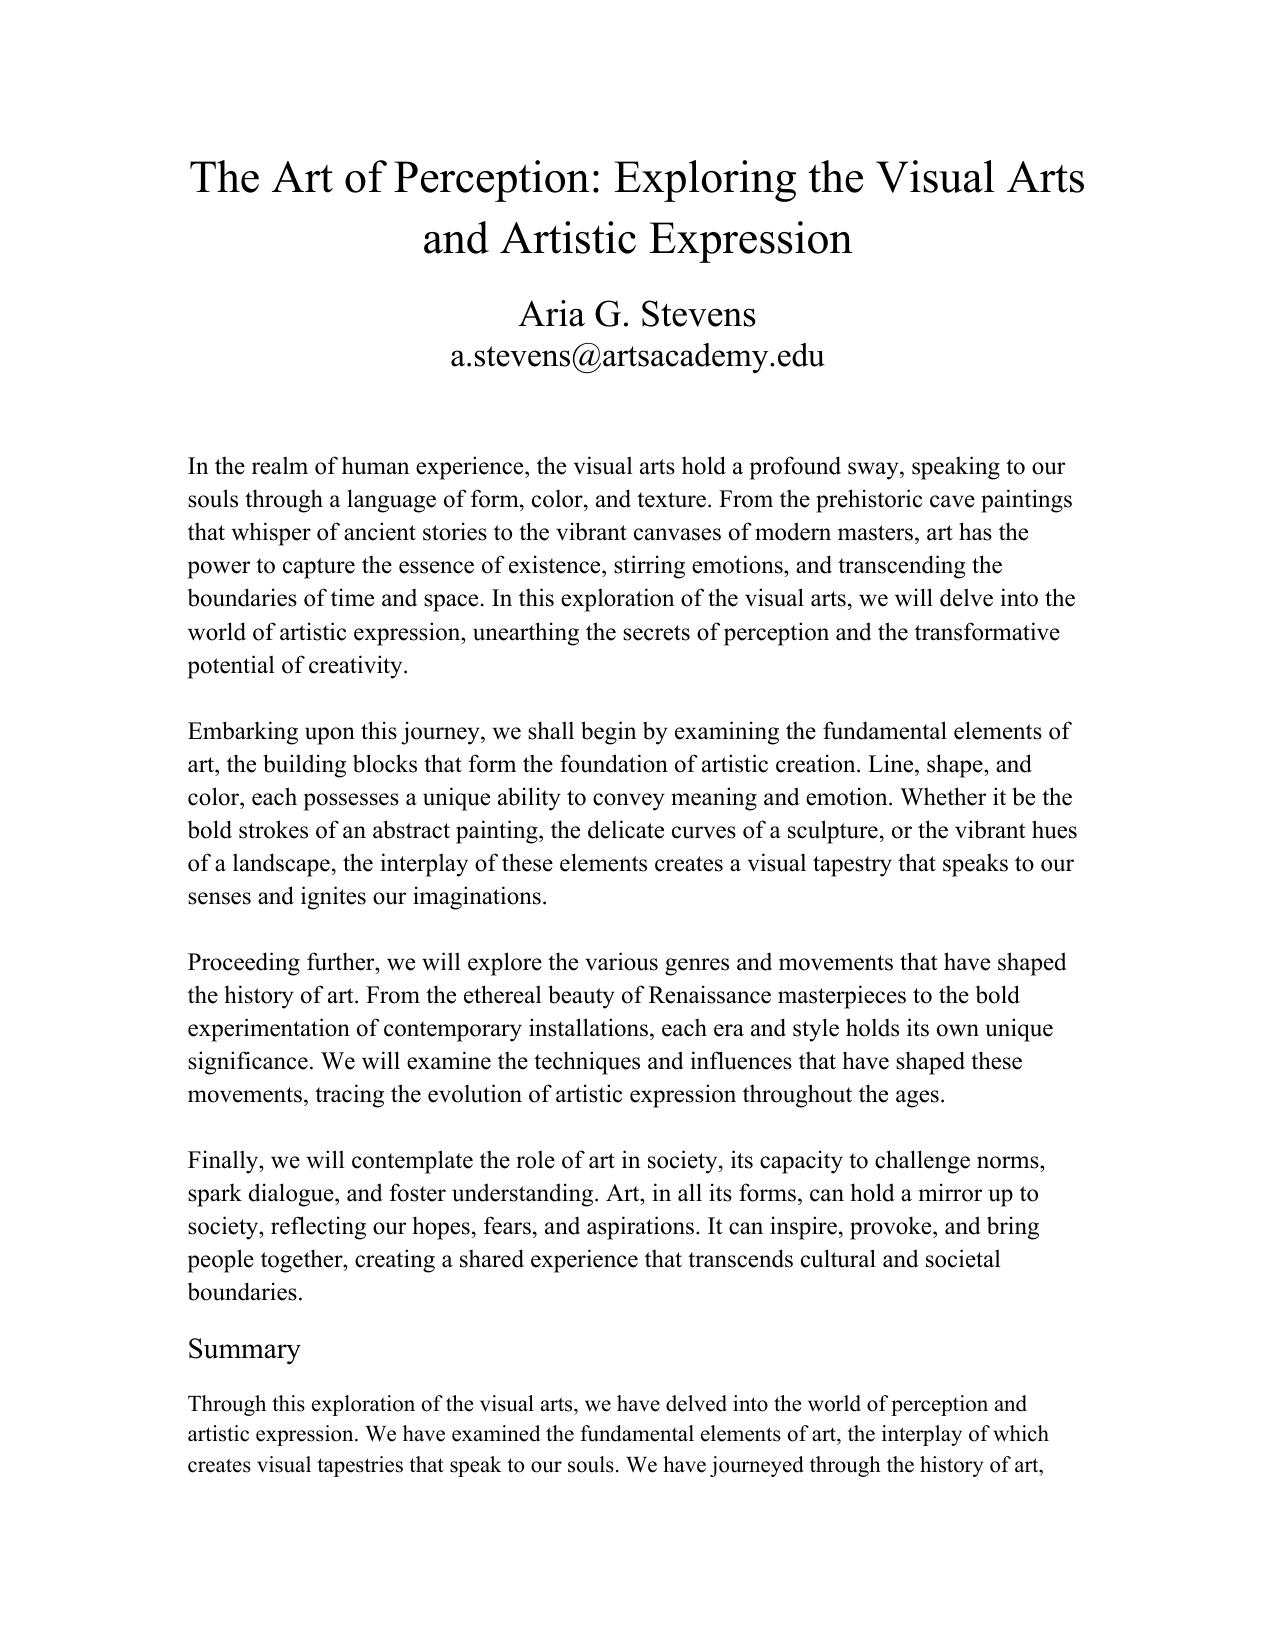 The Art of Perception: Exploring the Visual Arts
and Artistic Expression
Aria G. Stevens
a.stevens@artsacademy.edu
In the realm of human experience, the visual arts hold a profound sway, speaking to our
souls through a language of form, color, and texture. From the prehistoric cave paintings
that whisper of ancient stories to the vibrant canvases of modern masters, art has the
power to capture the essence of existence, stirring emotions, and transcending the
boundaries of time and space. In this exploration of the visual arts, we will delve into the
world of artistic expression, unearthing the secrets of perception and the transformative
potential of creativity.
Embarking upon this journey, we shall begin by examining the fundamental elements of
art, the building blocks that form the foundation of artistic creation. Line, shape, and
color, each possesses a unique ability to convey meaning and emotion. Whether it be the
bold strokes of an abstract painting, the delicate curves of a sculpture, or the vibrant hues
of a landscape, the interplay of these elements creates a visual tapestry that speaks to our
senses and ignites our imaginations.
Proceeding further, we will explore the various genres and movements that have shaped
the history of art. From the ethereal beauty of Renaissance masterpieces to the bold
experimentation of contemporary installations, each era and style holds its own unique
significance. We will examine the techniques and influences that have shaped these
movements, tracing the evolution of artistic expression throughout the ages.
Finally, we will contemplate the role of art in society, its capacity to challenge norms,
spark dialogue, and foster understanding. Art, in all its forms, can hold a mirror up to
society, reflecting our hopes, fears, and aspirations. It can inspire, provoke, and bring
people together, creating a shared experience that transcends cultural and societal
boundaries.
Summary
Through this exploration of the visual arts, we have delved into the world of perception and
artistic expression. We have examined the fundamental elements of art, the interplay of which
creates visual tapestries that speak to our souls. We have journeyed through the history of art,